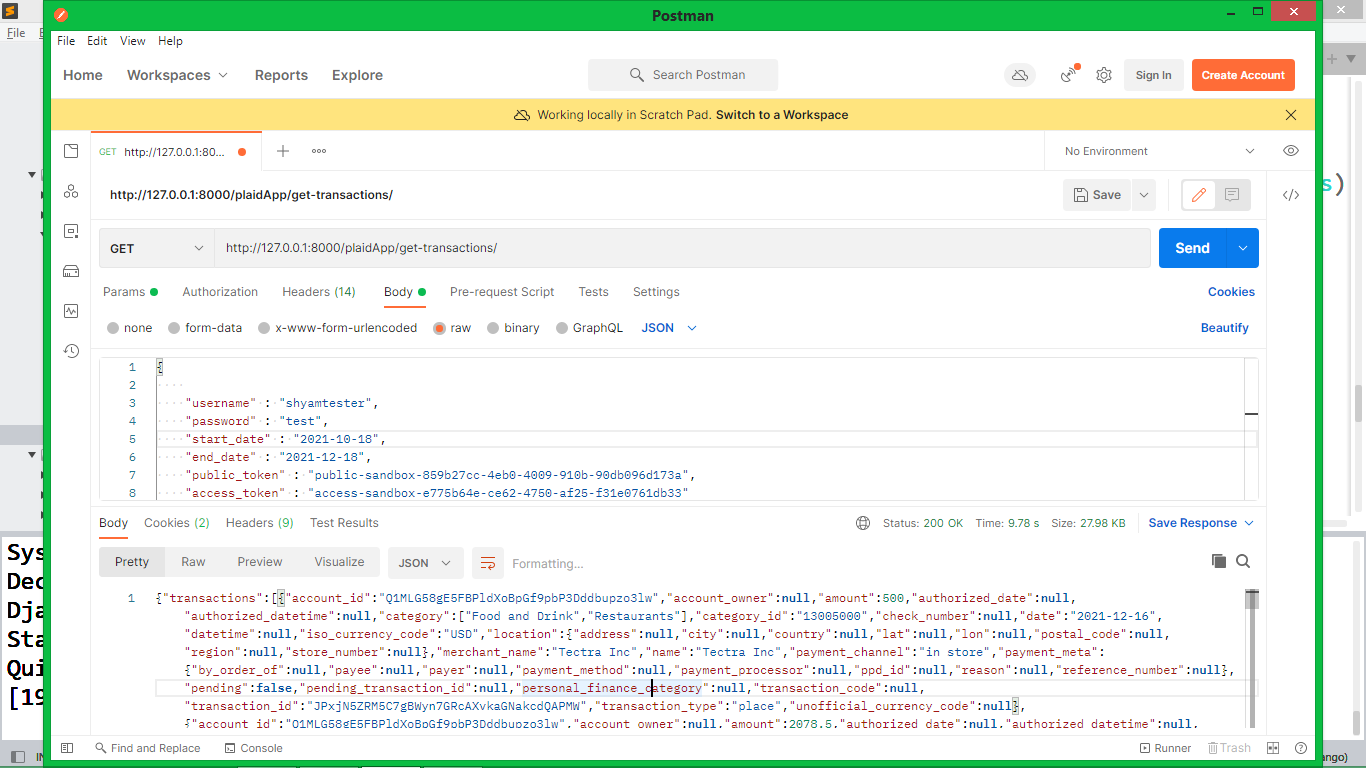 Postman
File
File Edit View Help
Home Workspaces Reports Explore
Search Postman
Sign In
Create Account
Working locally in Scratch Pad. Switch to a Workspace
GET http://127.0.0.1:80...
No Environment
http://127.0.0.1:8000/plaidApp/get-transactions/
Save
s)
GET
http://127.0.0.1:8000/plaidApp/get-transactions/
Send
Params Authorization Headers (14) Body Pre-request Script Tests Settings
Cookies
none form-data x-www-form-urlencoded raw binary GraphQL JSON
Beautify
1 {
2
3 "username" : "shyamtester",
4 "password" : "test",
5 "start_date" : "2021-10-18",
6 "end_date" : "2021-12-18",
7 "public_token" : "public-sandbox-859b27cc-4eb0-4009-910b-90db096d173a",
8 "access_token" : "access-sandbox-e775b64e-ce62-4750-af25-f31e0761db33"
Body Cookies (2) Headers (9) Test Results
Status: 200 OK Time: 9.78 s Size: 27.98 KB
Save Response
Pretty Raw Preview Visualize JSON
Formatting...
1 {"transactions":[{"account_id":"Q1MLG58gE5FBPldXoBpGf9pbP3Dddbupzo3lw","account_owner":null,"amount":500,"authorized_date":null,
"authorized_datetime":null,"category":["Food and Drink","Restaurants"],"category_id":"13005000","check_number":null,"date":"2021-12-16",
"datetime":null,"iso_currency_code":"USD","location":{"address":null,"city":null,"country":null,"lat":null,"lon":null,"postal_code":null,
"region":null,"store_number":null},"merchant_name":"Tectra Inc","name":"Tectra Inc","payment_channel":"in store","payment_meta":
{"by_order_of":null,"payee":null,"payer":null,"payment_method":null,"payment_processor":null,"ppd_id":null,"reason":null,"reference_number":null},
"pending":false,"pending_transaction_id":null,"personal_finance_category":null,"transaction_code":null,
"transaction_id":"JPxjN5ZRM5C7gBWyn7GRcAXvkaGNakcdQAPMW","transaction_type":"place","unofficial_currency_code":null},
{"account_id":"Q1MLG58gE5FBPldXoBpGf9pbP3Dddbupzo3lw","account_owner":null,"amount":2078.5,"authorized_date":null,"authorized_datetime":null,
Sys
Dec
Dja
Sta
Qui
[19
Find and Replace
Console
Runner
Trash
ango)